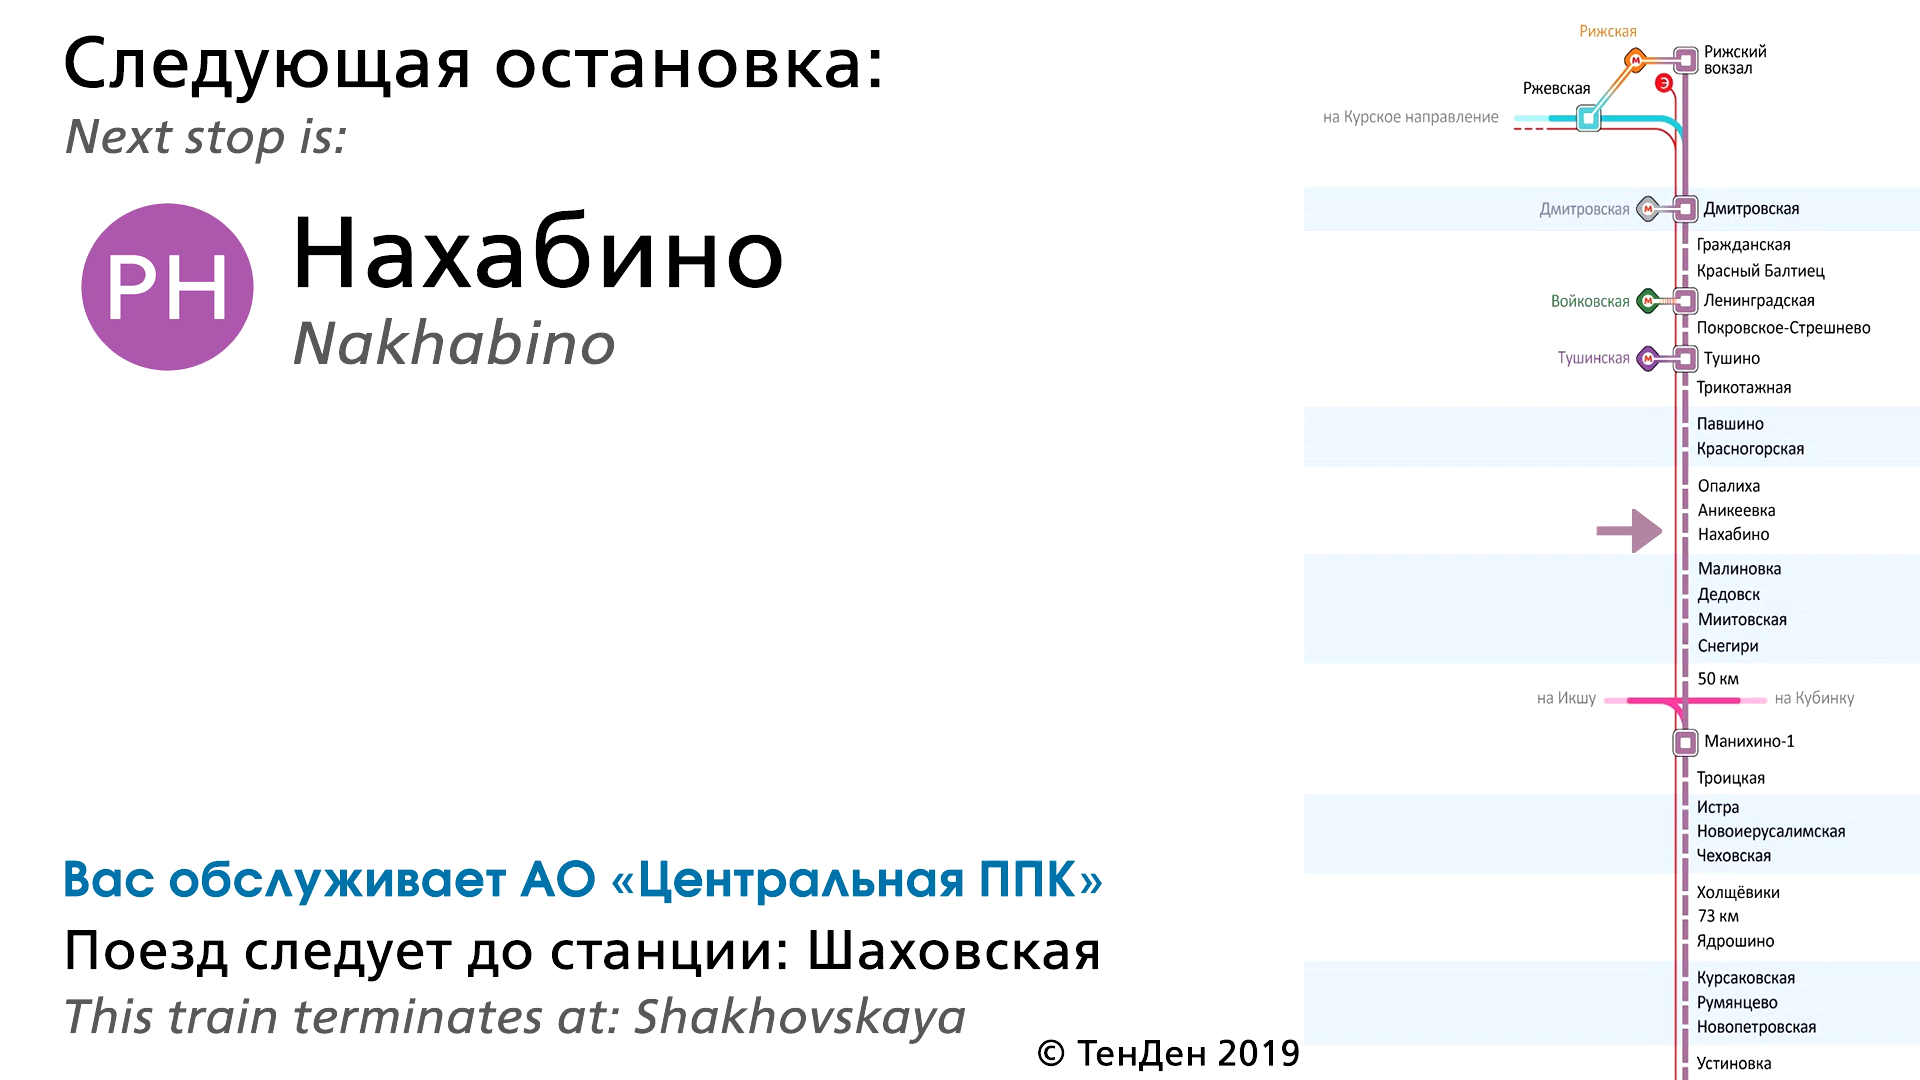 Следующая остановка:
Next stop is:
РН
Нахабино
Nakhabino
Вас обслуживает АО «Центральная ППК»
Поезд следует до станции: Шаховская
This train terminates at: Shakhovskaya
© ТенДен 2019
Рижская
М
Рижский
вокзал
Э
Ржевская
на Курское направление
Дмитровская М Дмитровская
Гражданская
Красный Балтиец
Войковская М Ленинградская
Покровское-Стрешнево
Тушинская М Тушино
Трикотажная
Павшино
Красногорская
Опалиха
Аникеевка
Нахабино
Малиновка
Дедовск
Миитовская
Снегири
50 км
на Икшу на Кубинку
Манихино-1
Троицкая
Истра
Новоиерусалимская
Чеховская
Холщёвики
73 км
Ядрошино
Курсаковская
Румянцево
Новопетровская
Устиновка